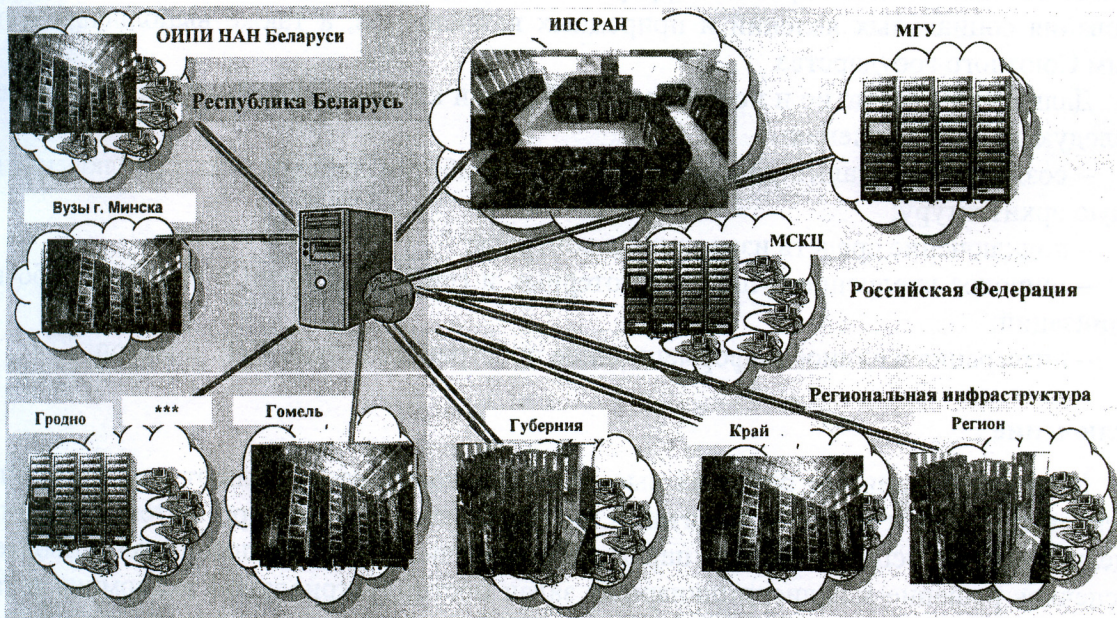 ОИПИ НАН Беларуси
ИПС РАН
МГУ
Республика Беларусь
Вузы г. Минска
МСКЦ
Российская Федерация
Региональная инфраструктура
Гродно
***
Гомель
Губерния
Край
Регион